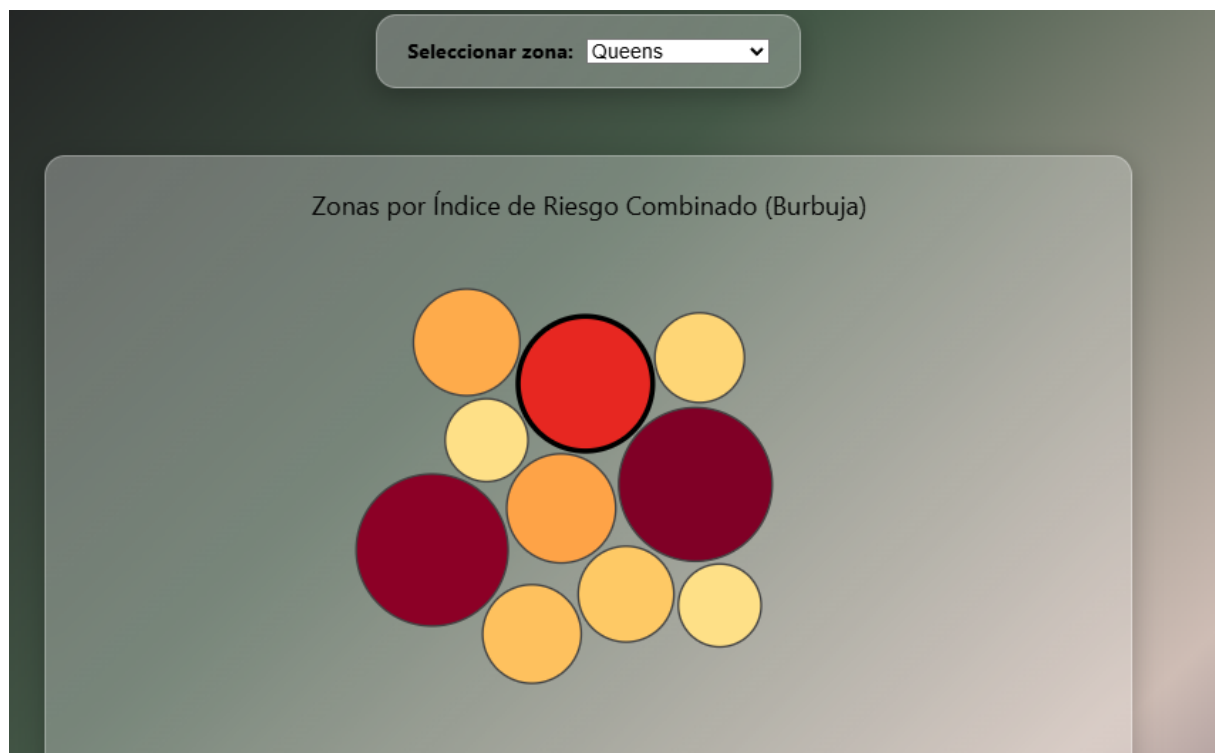 Seleccionar zona: Queens
Zonas por Índice de Riesgo Combinado (Burbuja)